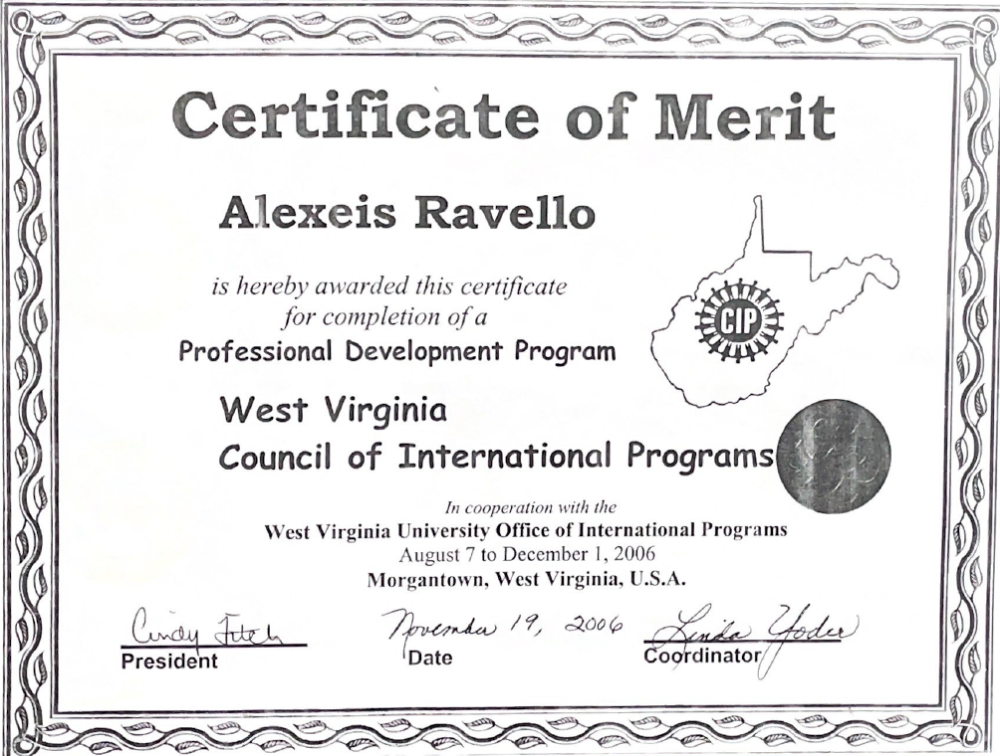 Certificate of Merit
Alexeis Ravello
is hereby awarded this certificate
for completion of a
Professional Development Program
CIP
West Virginia
Council of International Programs
In cooperation with the
West Virginia University Office of International Programs
August 7 to December 1, 2006
Morgantown, West Virginia, U.S.A.
Cindy Fitch
President
November 19, 2006
Date
Linda Yoder
Coordinator